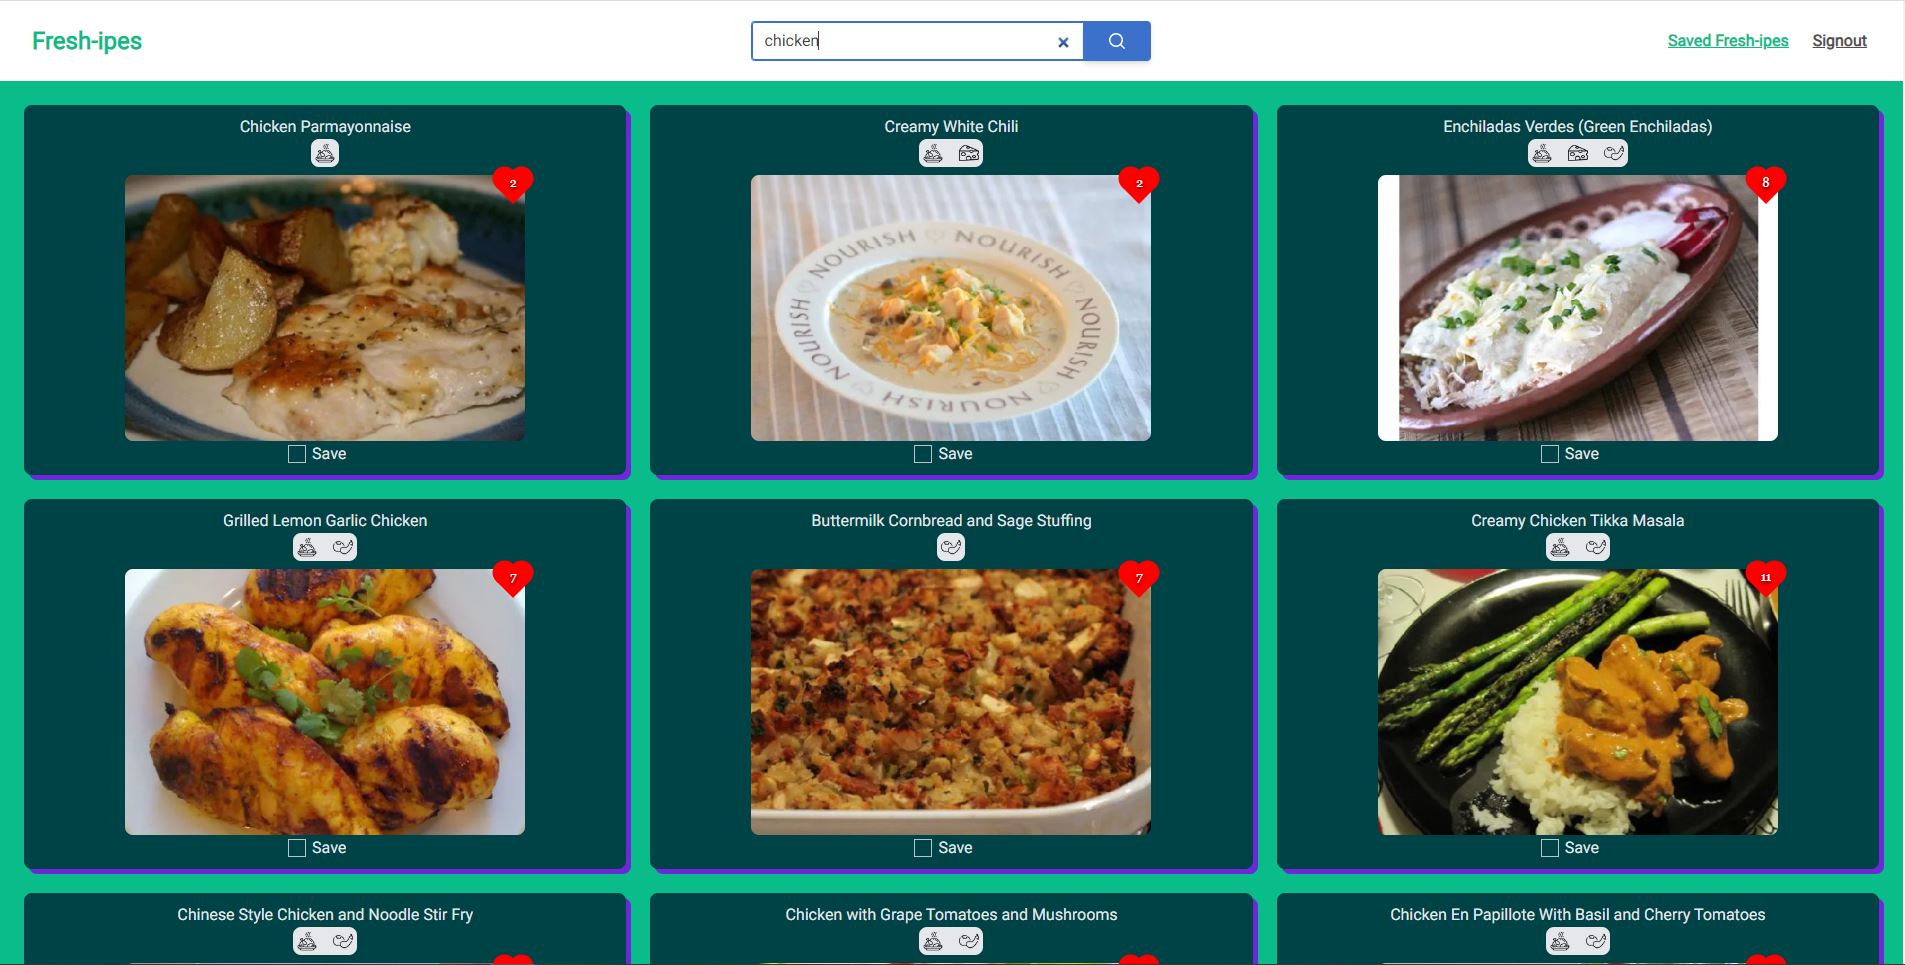 Fresh-ipes
chicken
Saved Fresh-ipes
Signout
Chicken Parmayonnaise
2
Save
Creamy White Chili
2
NOURISH ♡ NOURISH ♡ NOURISH ♡ NOURISH ♡ NOURISH
Save
Enchiladas Verdes (Green Enchiladas)
8
Save
Grilled Lemon Garlic Chicken
7
Save
Buttermilk Cornbread and Sage Stuffing
7
Save
Creamy Chicken Tikka Masala
11
Save
Chinese Style Chicken and Noodle Stir Fry
Chicken with Grape Tomatoes and Mushrooms
Chicken En Papillote With Basil and Cherry Tomatoes